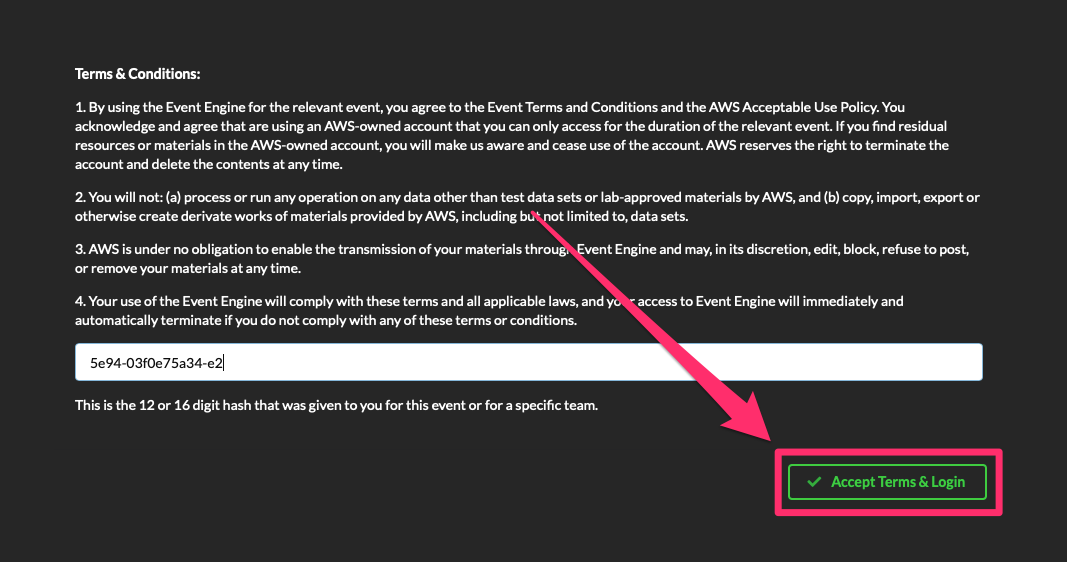 Terms & Conditions:
1. By using the Event Engine for the relevant event, you agree to the Event Terms and Conditions and the AWS Acceptable Use Policy. You
acknowledge and agree that are using an AWS-owned account that you can only access for the duration of the relevant event. If you find residual
resources or materials in the AWS-owned account, you will make us aware and cease use of the account. AWS reserves the right to terminate the
account and delete the contents at any time.
2. You will not: (a) process or run any operation on any data other than test data sets or lab-approved materials by AWS, and (b) copy, import, export or
otherwise create derivate works of materials provided by AWS, including but not limited to, data sets.
3. AWS is under no obligation to enable the transmission of your materials through Event Engine and may, in its discretion, edit, block, refuse to post,
or remove your materials at any time.
4. Your use of the Event Engine will comply with these terms and all applicable laws, and your access to Event Engine will immediately and
automatically terminate if you do not comply with any of these terms or conditions.
5e94-03f0e75a34-e2
This is the 12 or 16 digit hash that was given to you for this event or for a specific team.
Accept Terms & Login